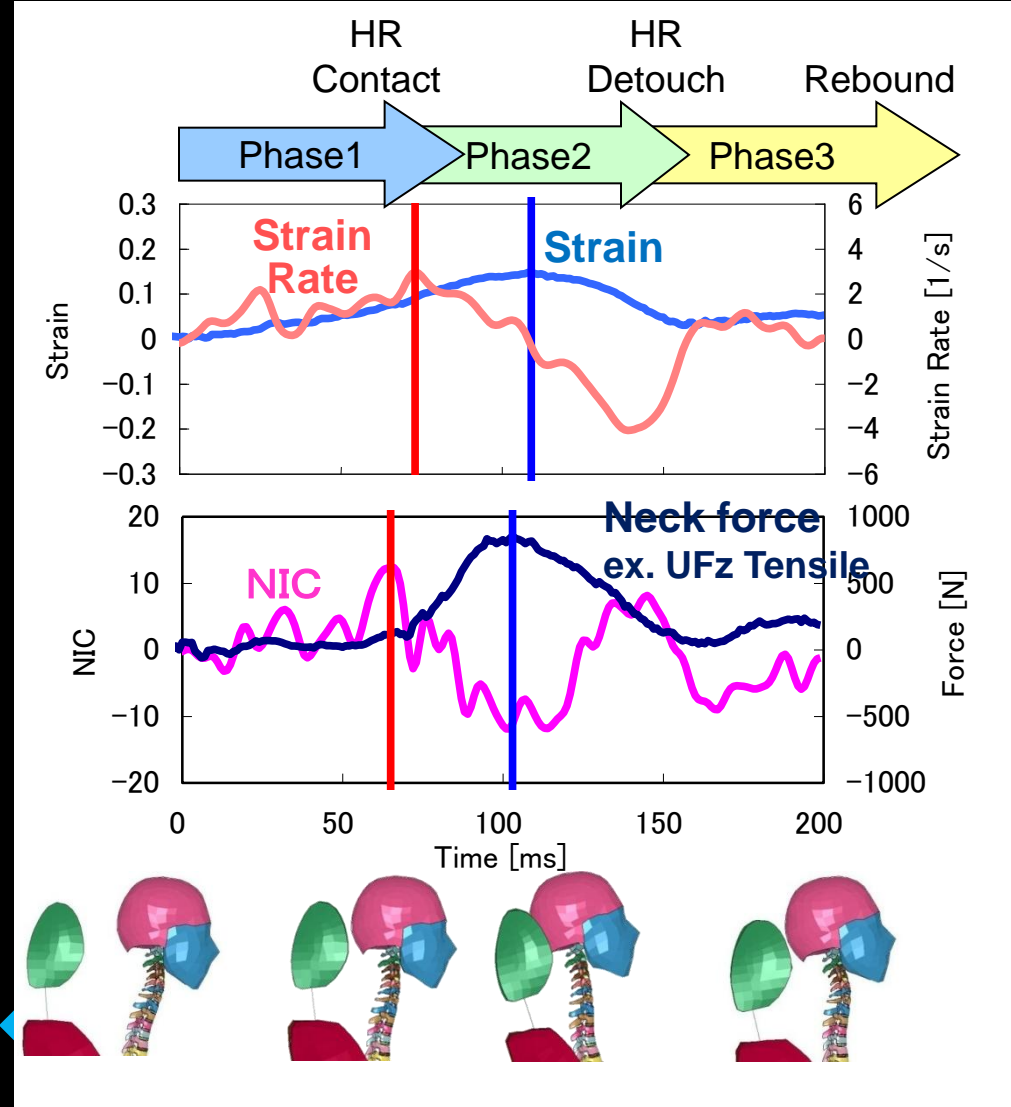 HR
Contact
HR
Detouch
Rebound
Phase1
Phase2
Phase3
0.3
0.2
0.1
0
−0.1
−0.2
−0.3
Strain
Strain
Rate
Strain
6
4
2
0
−2
−4
−6
Strain Rate [1/s]
20
10
0
−10
−20
NIC
NIC
Neck force
ex. UFz Tensile
1000
500
0
−500
−1000
Force [N]
0
50
100
150
200
Time [ms]